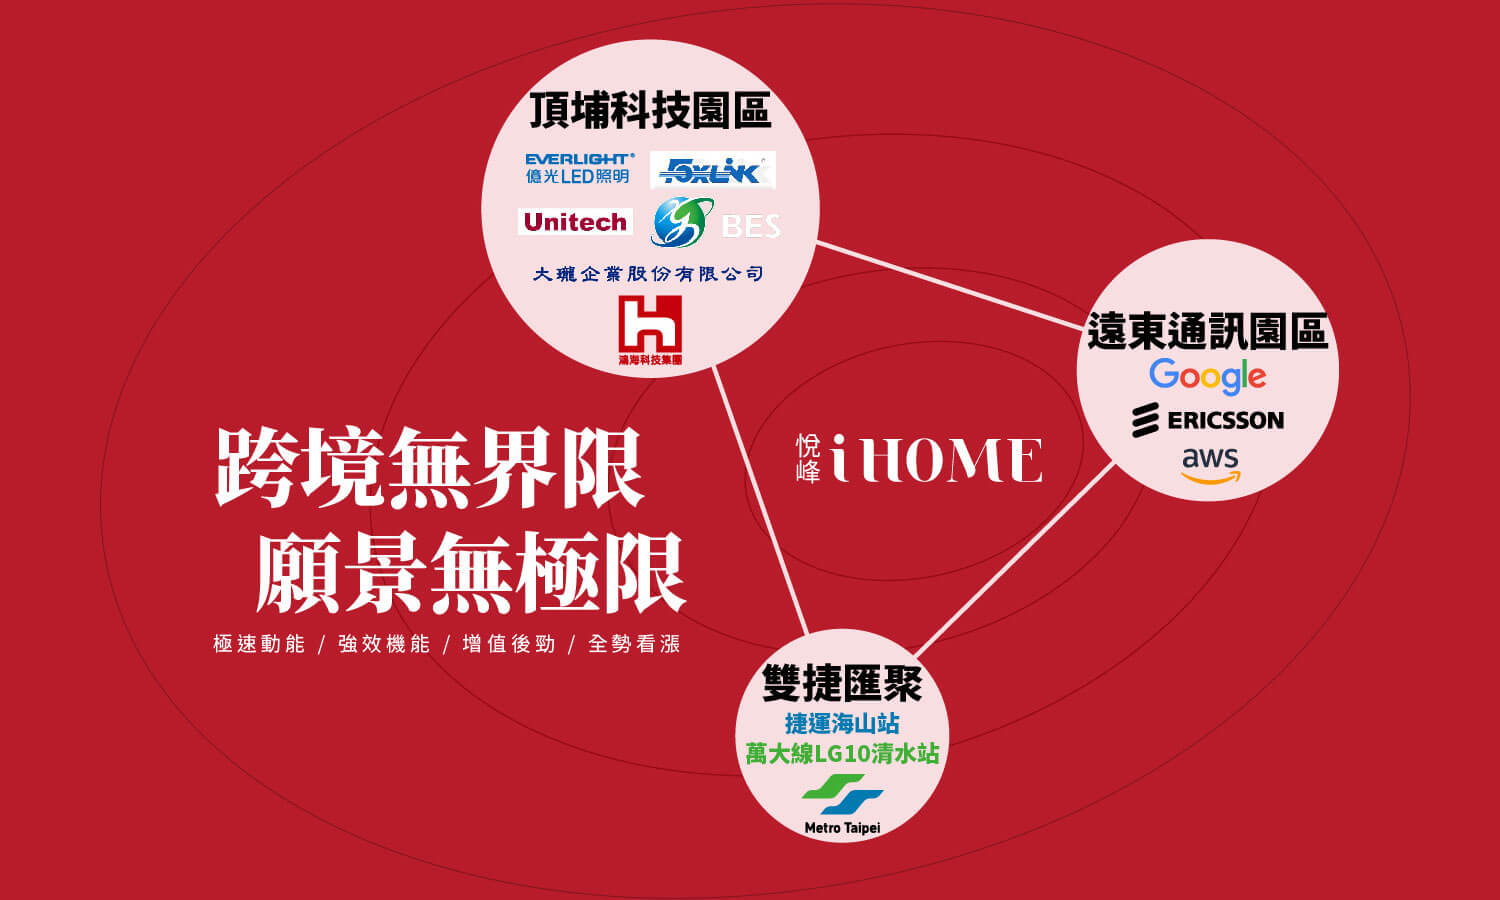 頂埔科技園區
EVERLIGHT®
億光LED照明
FOXLINK
Unitech
BES
大瓏企業股份有限公司
鴻海科技集團
遠東通訊園區
Google
ERICSSON
aws
跨境無界限
願景無極限
極速動能 / 強效機能 / 增值後勁 / 全勢看漲
悅峰
iHOME
雙捷匯聚
捷運海山站
萬大線LG10清水站
Metro Taipei